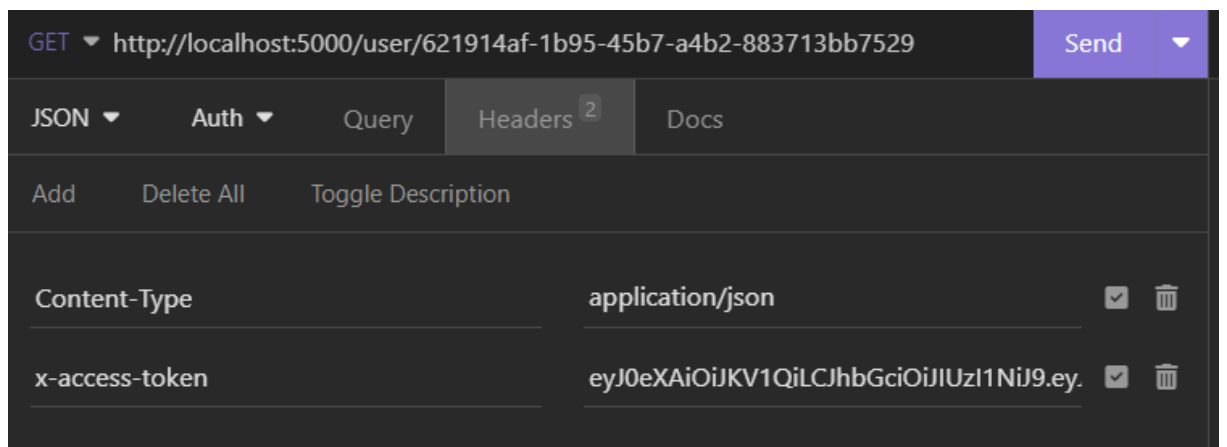 GET http://localhost:5000/user/621914af-1b95-45b7-a4b2-883713bb7529 Send
JSON Auth Query Headers 2 Docs
Add Delete All Toggle Description
Content-Type application/json
x-access-token eyJ0eXAiOiJKV1QiLCJhbGciOiJIUzI1NiJ9.eyJ